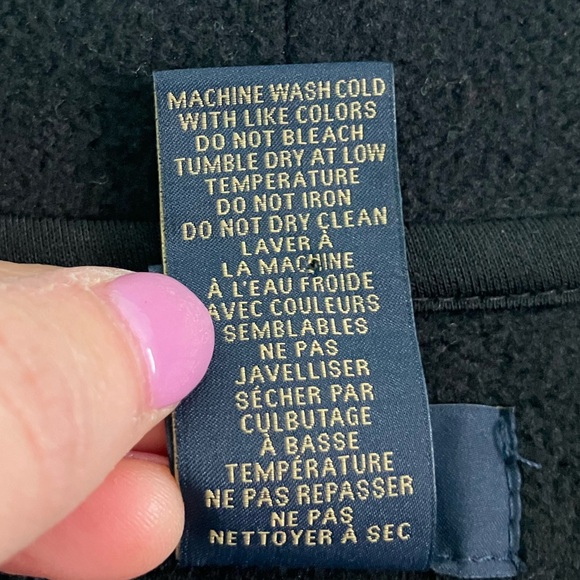 MACHINE WASH COLD
WITH LIKE COLORS
DO NOT BLEACH
TUMBLE DRY AT LOW
TEMPERATURE
DO NOT IRON
DO NOT DRY CLEAN
LAVER À
LA MACHINE
À L'EAU FROIDE
AVEC COULEURS
SEMBLABLES
NE PAS
JAVELLISER
SÉCHER PAR
CULBUTAGE
À BASSE
TEMPÉRATURE
NE PAS REPASSER
NE PAS
NETTOYER À SEC